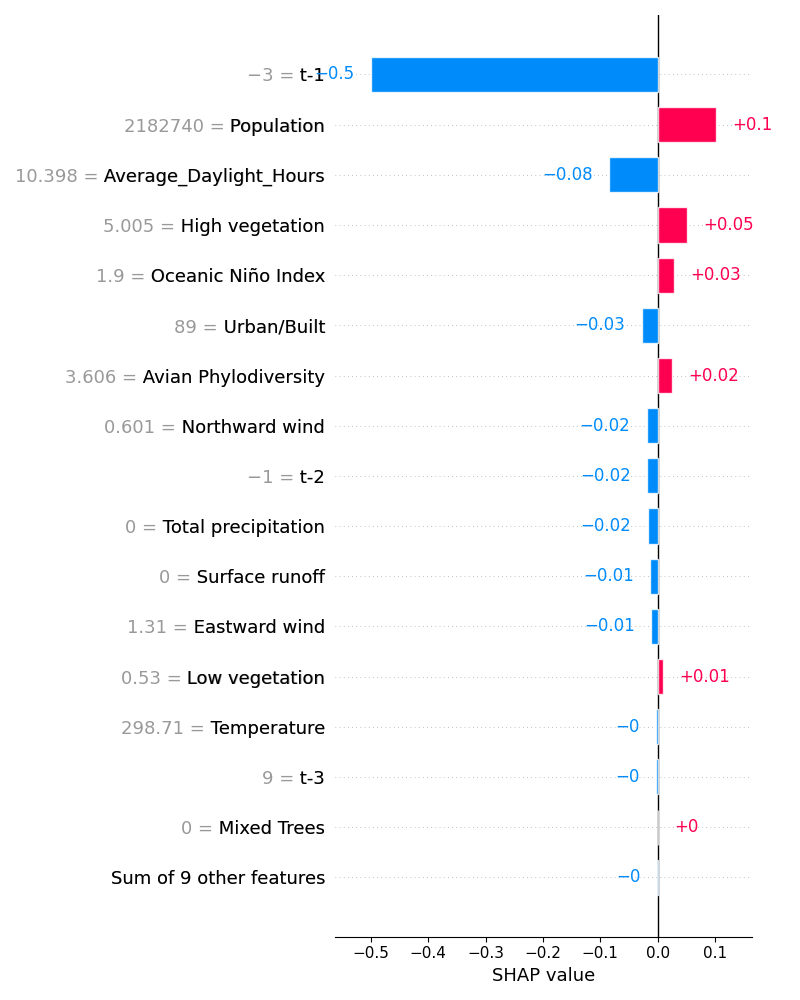 −3 = t-1 −0.5
2182740 = Population +0.1
10.398 = Average_Daylight_Hours −0.08
5.005 = High vegetation +0.05
1.9 = Oceanic Niño Index +0.03
89 = Urban/Built −0.03
3.606 = Avian Phylodiversity +0.02
0.601 = Northward wind −0.02
−1 = t-2 −0.02
0 = Total precipitation −0.02
0 = Surface runoff −0.01
1.31 = Eastward wind −0.01
0.53 = Low vegetation +0.01
298.71 = Temperature −0
9 = t-3 −0
0 = Mixed Trees +0
Sum of 9 other features −0
−0.5 −0.4 −0.3 −0.2 −0.1 0.0 0.1
SHAP value